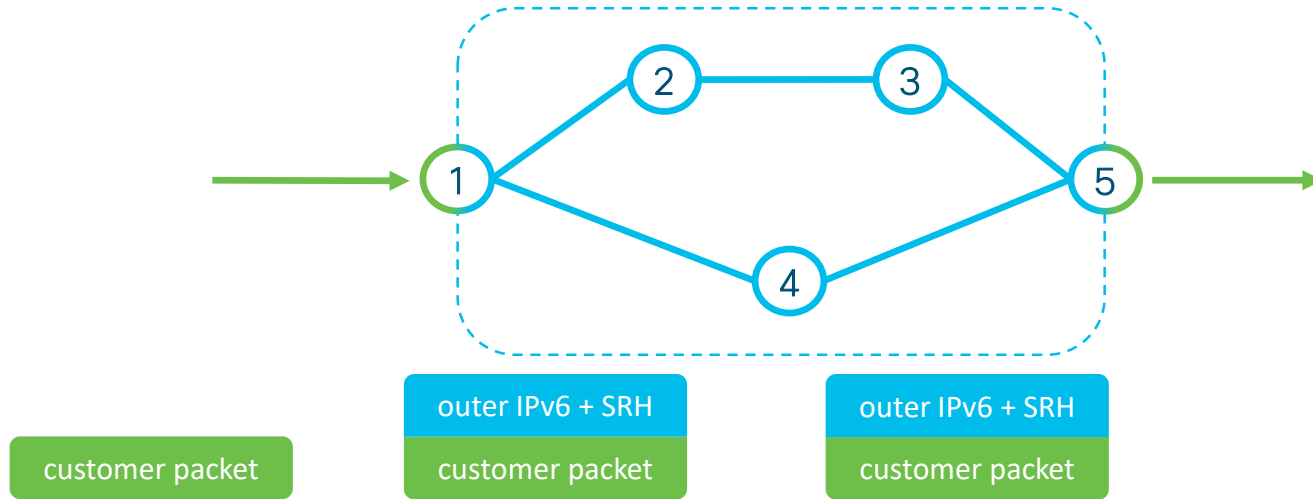 2
3
1
5
4
outer IPv6 + SRH
customer packet
outer IPv6 + SRH
customer packet
customer packet